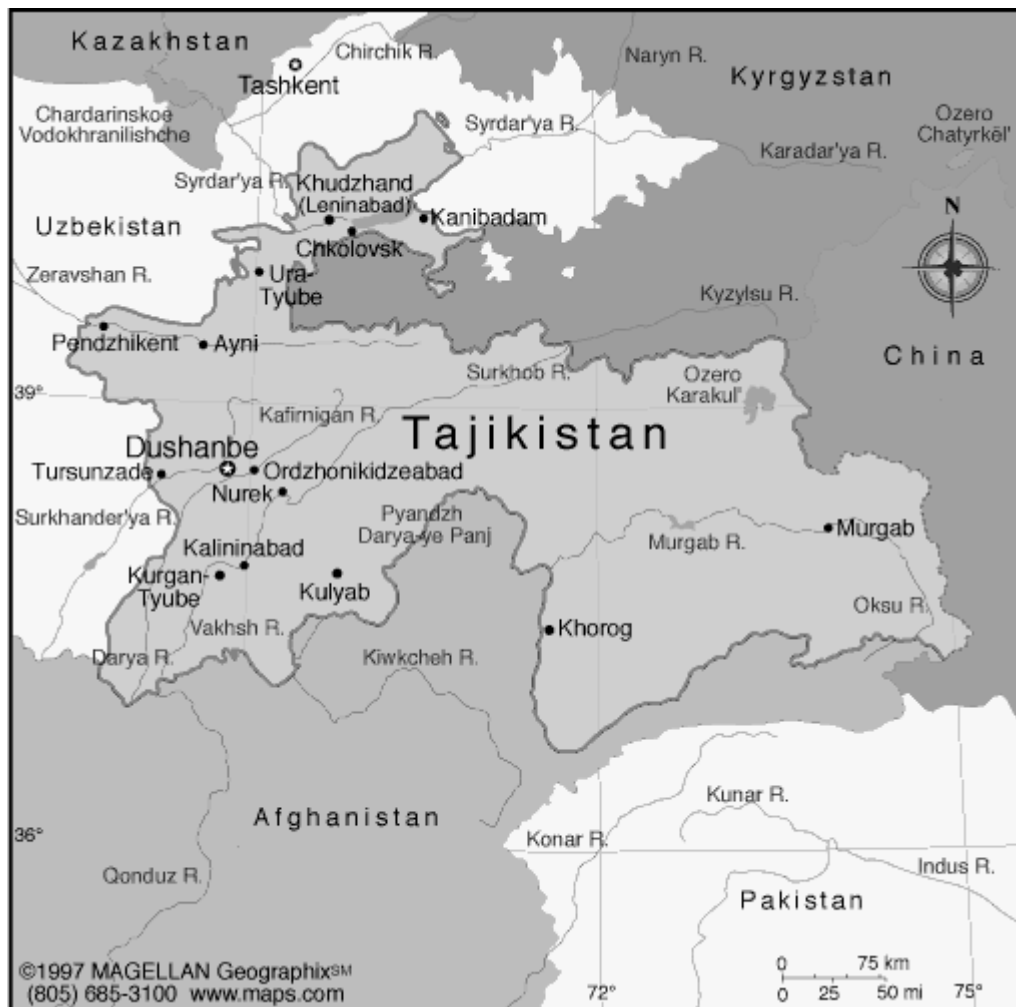 Kazakhstan
Chirchik R.
Naryn R.
Kyrgyzstan
Tashkent
Chardarinskoe
Vodokhranilishche
Syrdar'ya R.
Ozero
Chatyrkël'
Karadar'ya R.
Syrdar'ya R.
Khudzhand
(Leninabad)
Kanibadam
N
Uzbekistan
Chkolovsk
Zeravshan R.
Ura-
Tyube
Kyzylsu R.
Pendzhikent
Ayni
China
39°
Surkhob R.
Ozero
Karakul'
Kafirnigan R.
Tajikistan
Dushanbe
Tursunzade
Ordzhonikidzeabad
Nurek
Surkhander'ya R.
Pyandzh
Darya-ye Panj
Murgab
Murgab R.
Kalininabad
Kurgan-
Tyube
Kulyab
Oksu R.
Vakhsh R.
Khorog
Darya R.
Kiwkcheh R.
Afghanistan
Kunar R.
36°
Konar R.
Indus R.
Qonduz R.
Pakistan
©1997 MAGELLAN Geographix℠
(805) 685-3100 www.maps.com
0 75 km
0 25 50 mi
72°
75°